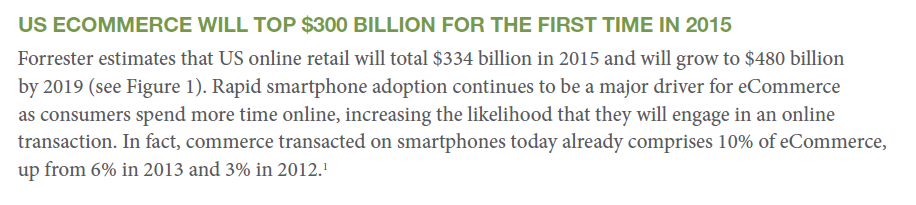 US ECOMMERCE WILL TOP $300 BILLION FOR THE FIRST TIME IN 2015
Forrester estimates that US online retail will total $334 billion in 2015 and will grow to $480 billion
by 2019 (see Figure 1). Rapid smartphone adoption continues to be a major driver for eCommerce
as consumers spend more time online, increasing the likelihood that they will engage in an online
transaction. In fact, commerce transacted on smartphones today already comprises 10% of eCommerce,
up from 6% in 2013 and 3% in 2012.¹